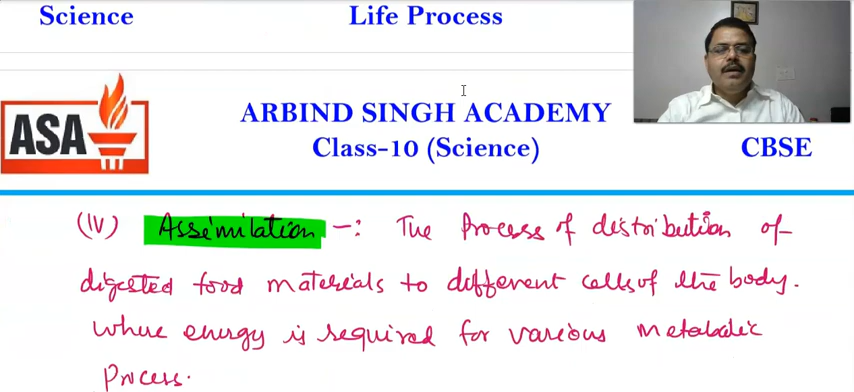 Science Life Process
ASA
ARBIND SINGH ACADEMY
Class-10 (Science) CBSE
(IV) Assimilation -: The Process of distribution of
digested food materials to different cells of the body.
where energy is required for various metabolic
Process.